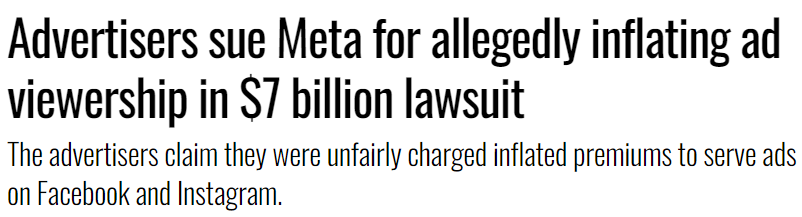 Advertisers sue Meta for allegedly inflating ad
viewership in $7 billion lawsuit
The advertisers claim they were unfairly charged inflated premiums to serve ads
on Facebook and Instagram.